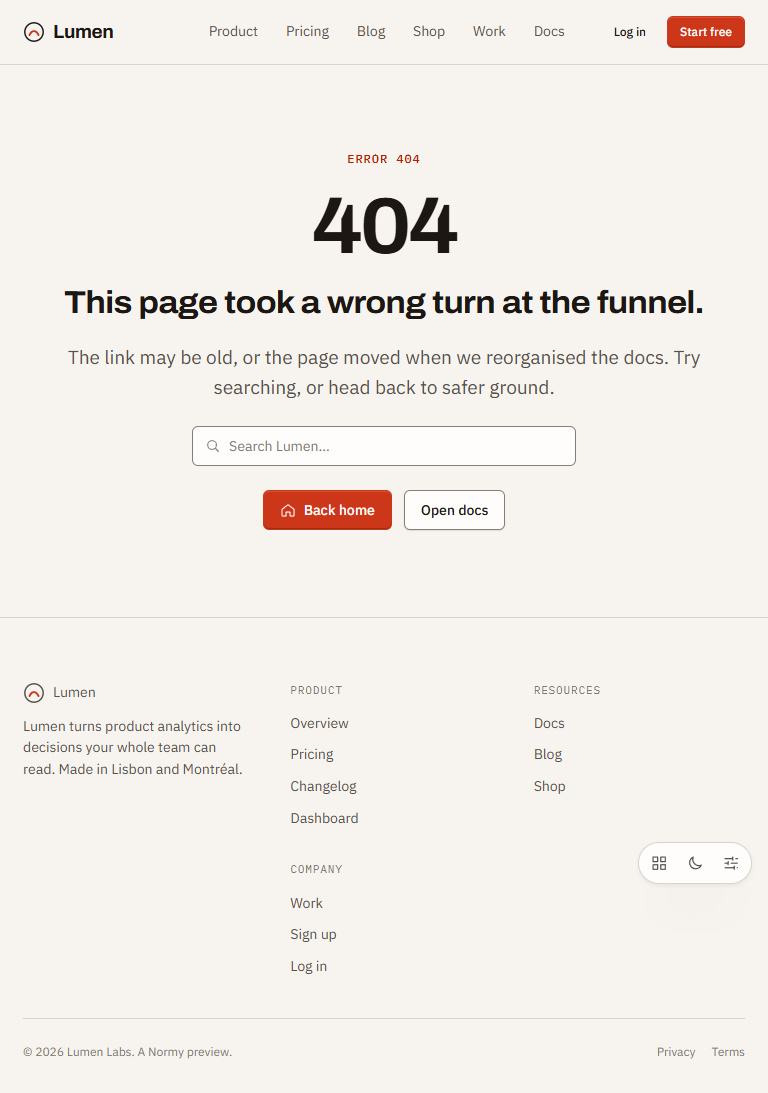 Lumen
Product Pricing Blog Shop Work Docs
Log in
Start free
ERROR 404
404
This page took a wrong turn at the funnel.
The link may be old, or the page moved when we reorganised the docs. Try
searching, or head back to safer ground.
Search Lumen...
Back home
Open docs
Lumen
Lumen turns product analytics into
decisions your whole team can
read. Made in Lisbon and Montréal.
PRODUCT
Overview
Pricing
Changelog
Dashboard
COMPANY
Work
Sign up
Log in
RESOURCES
Docs
Blog
Shop
© 2026 Lumen Labs. A Normy preview.
Privacy Terms